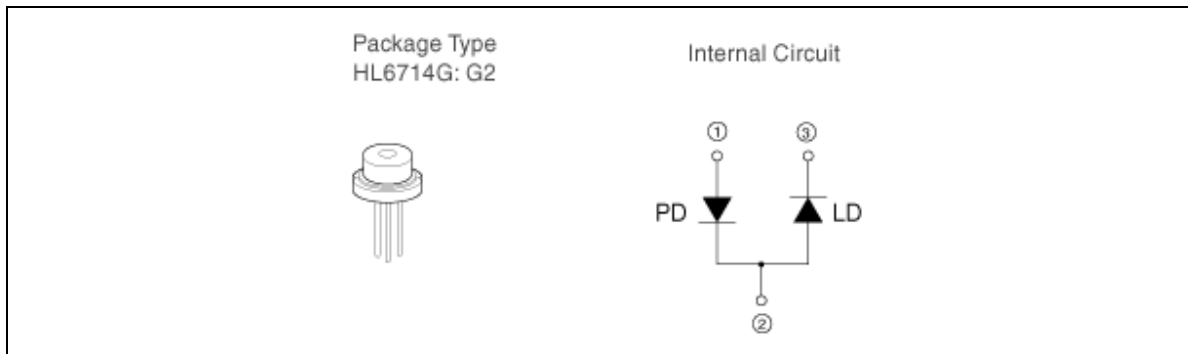 Package Type
HL6714G: G2
Internal Circuit
① ③
PD LD
②